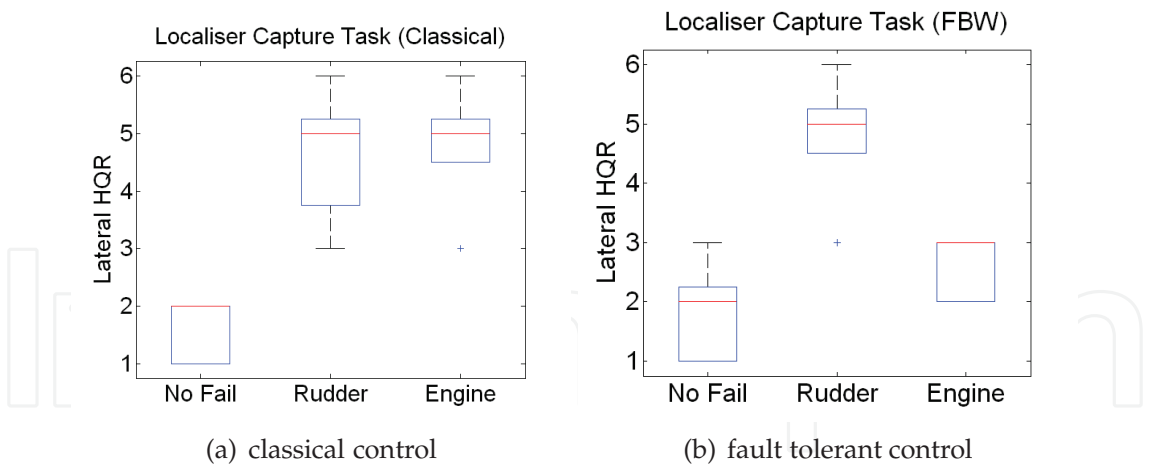 Localiser Capture Task (Classical)
Lateral HQR
6
5
4
3
2
1
No Fail Rudder Engine
(a) classical control
Localiser Capture Task (FBW)
Lateral HQR
6
5
4
3
2
1
No Fail Rudder Engine
(b) fault tolerant control